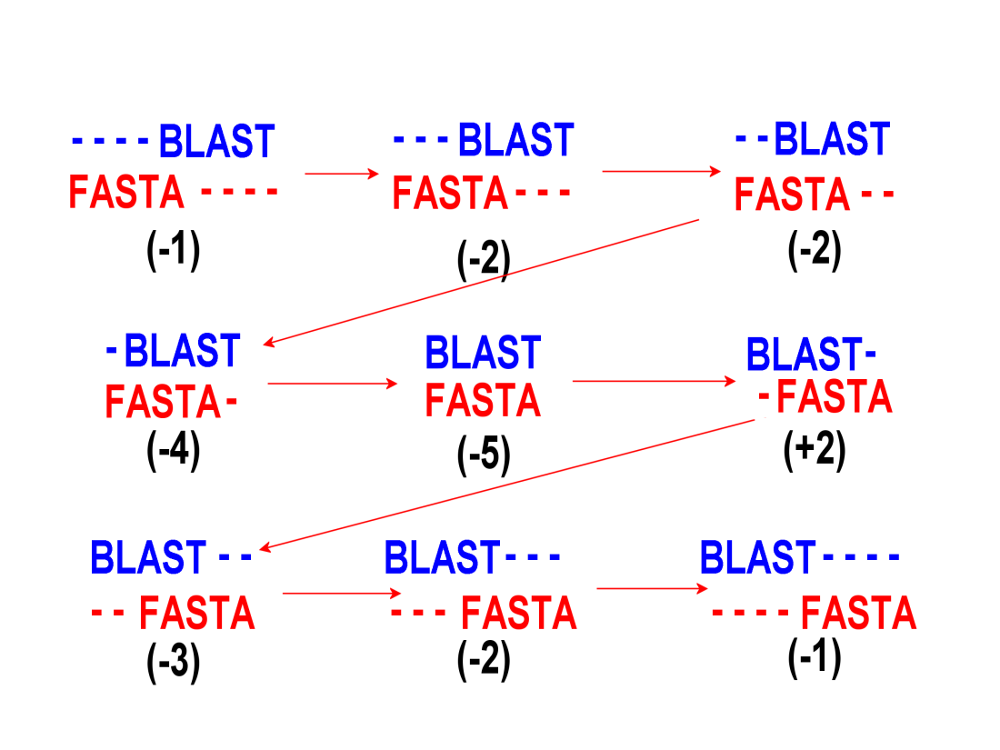 - - - - BLAST
FASTA - - - -
(-1)
- - - BLAST
FASTA - - -
(-2)
- - BLAST
FASTA - -
(-2)
- BLAST
FASTA -
(-4)
BLAST
FASTA
(-5)
BLAST -
- FASTA
(+2)
BLAST - -
- - FASTA
(-3)
BLAST - - -
- - - FASTA
(-2)
BLAST - - - -
- - - - FASTA
(-1)